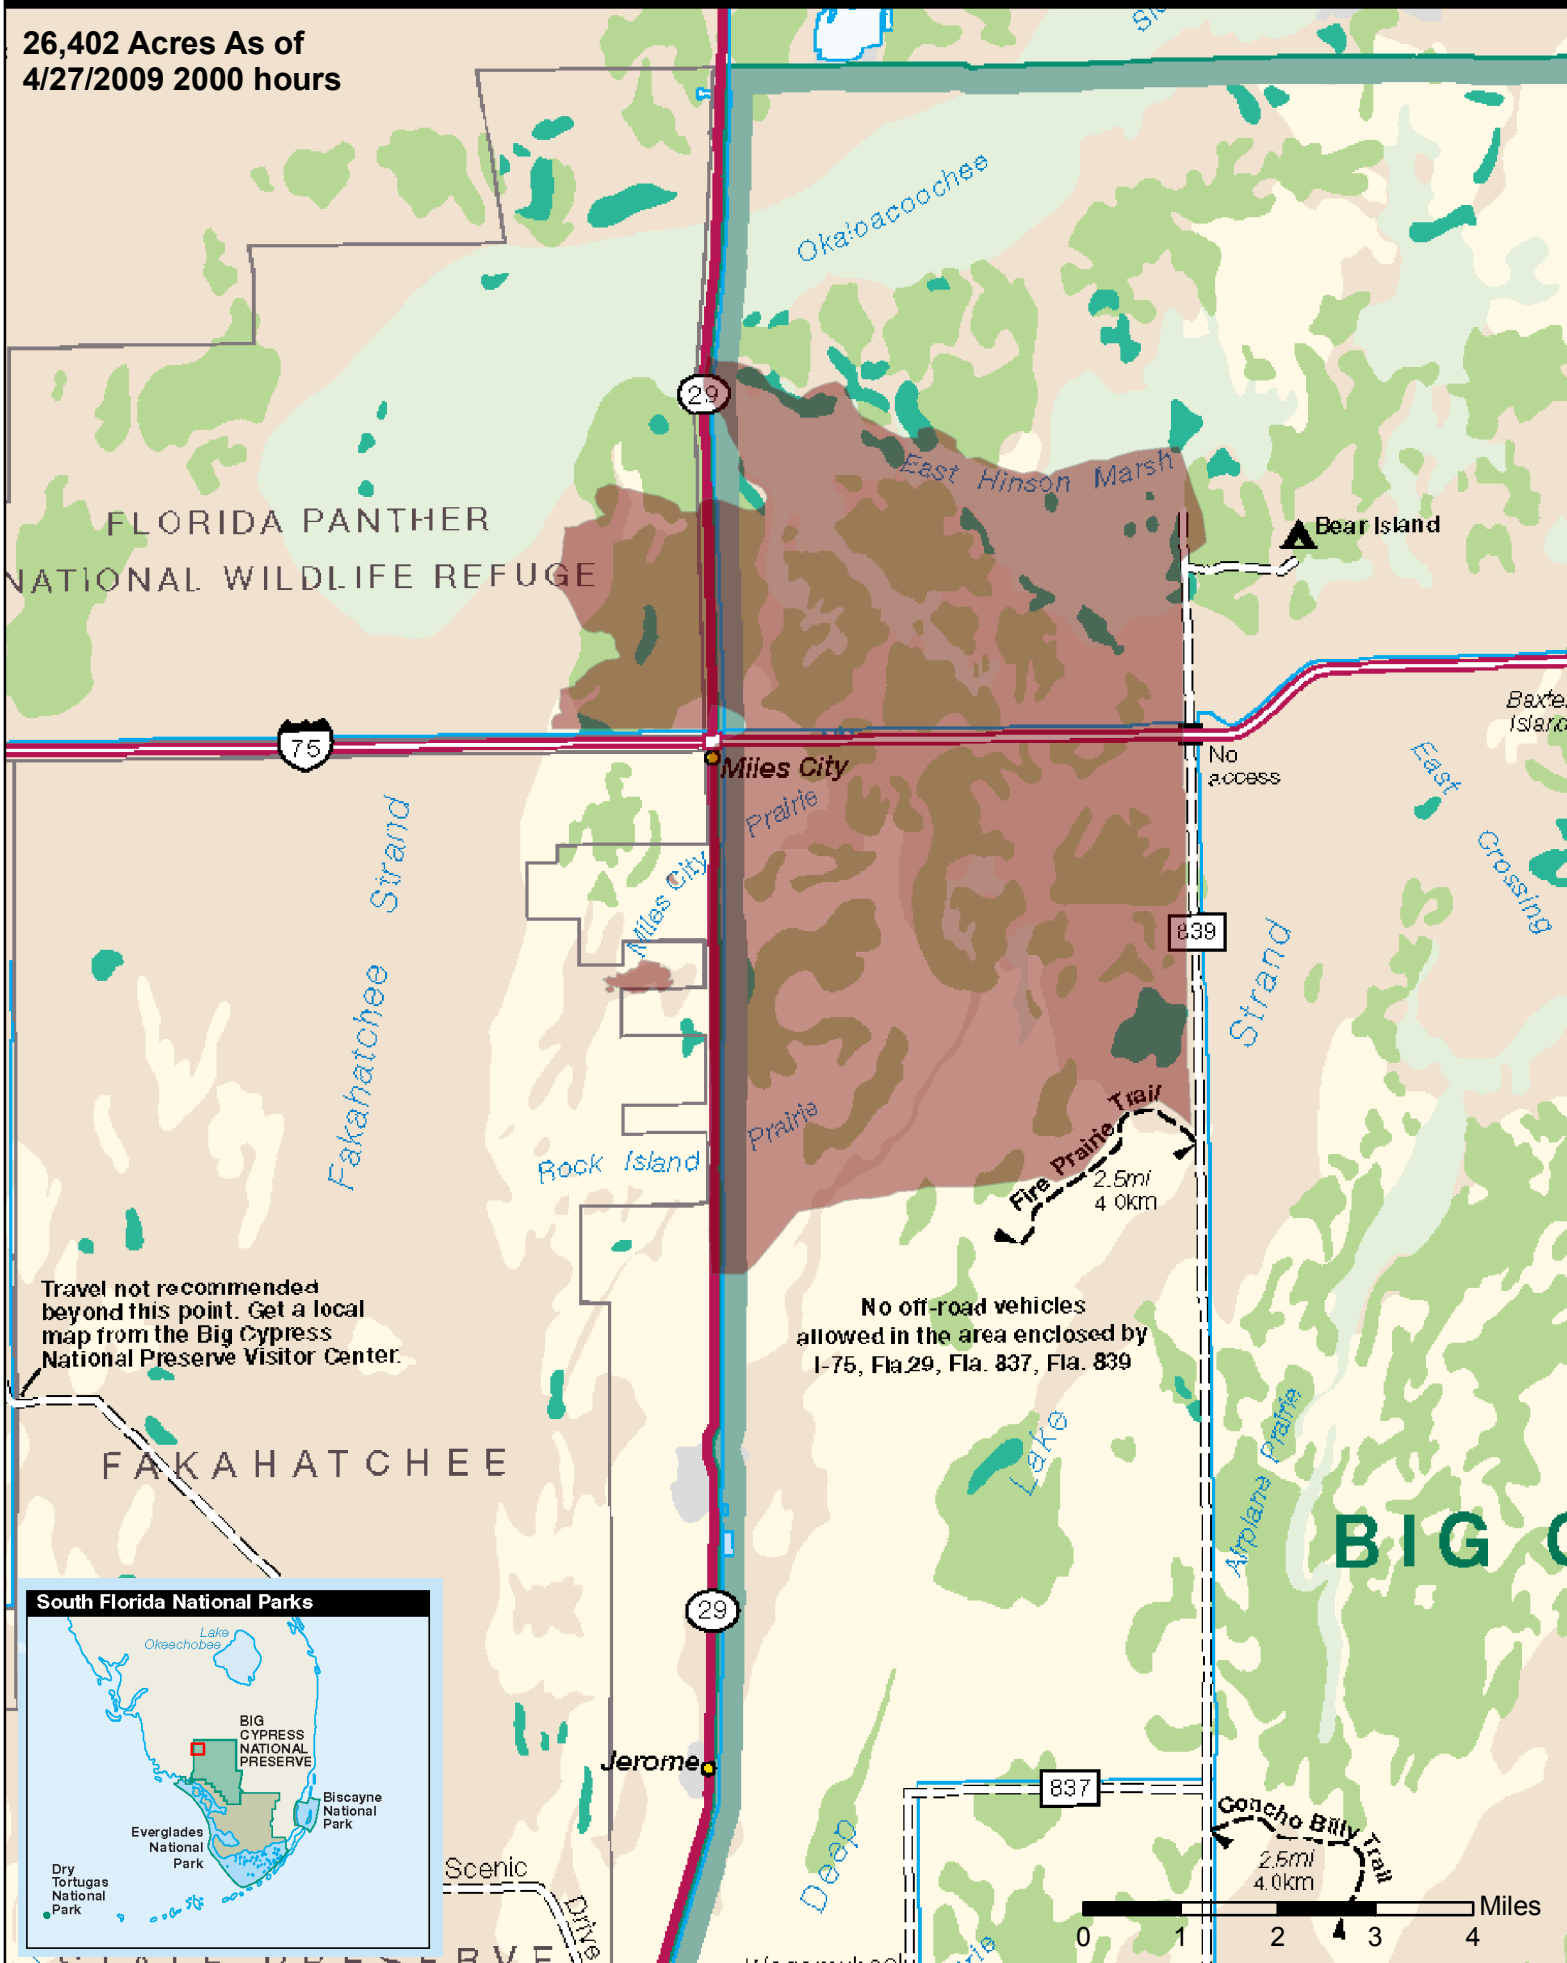 26,402 Acres As of
4/27/2009 2000 hours
Okaloacoochee
29
East Hinson Marsh
FLORIDA PANTHER
NATIONAL WILDLIFE REFUGE
Bear Island
75
Miles City
No
access
Island
East
Crossing
Fakahatchee Strand
Miles City Prairie
839
Strand
Rock Island Prairie
Fire Prairie Trail
2.5mi
4.0km
Travel not recommended
beyond this point. Get a local
map from the Big Cypress
National Preserve Visitor Center.
No off-road vehicles
allowed in the area enclosed by
I-75, Fla.29, Fla. 837, Fla. 839
FAKAHATCHEE
Deep Lake
Airplane Prairie
BIG
29
Jerome
837
Concho Billy Trail
2.5mi
4.0km
Scenic
Drive
Miles
0 1 2 3 4
South Florida National Parks
Lake
Okeechobee
BIG
CYPRESS
NATIONAL
PRESERVE
Biscayne
National
Park
Everglades
National
Park
Dry
Tortugas
National
Park